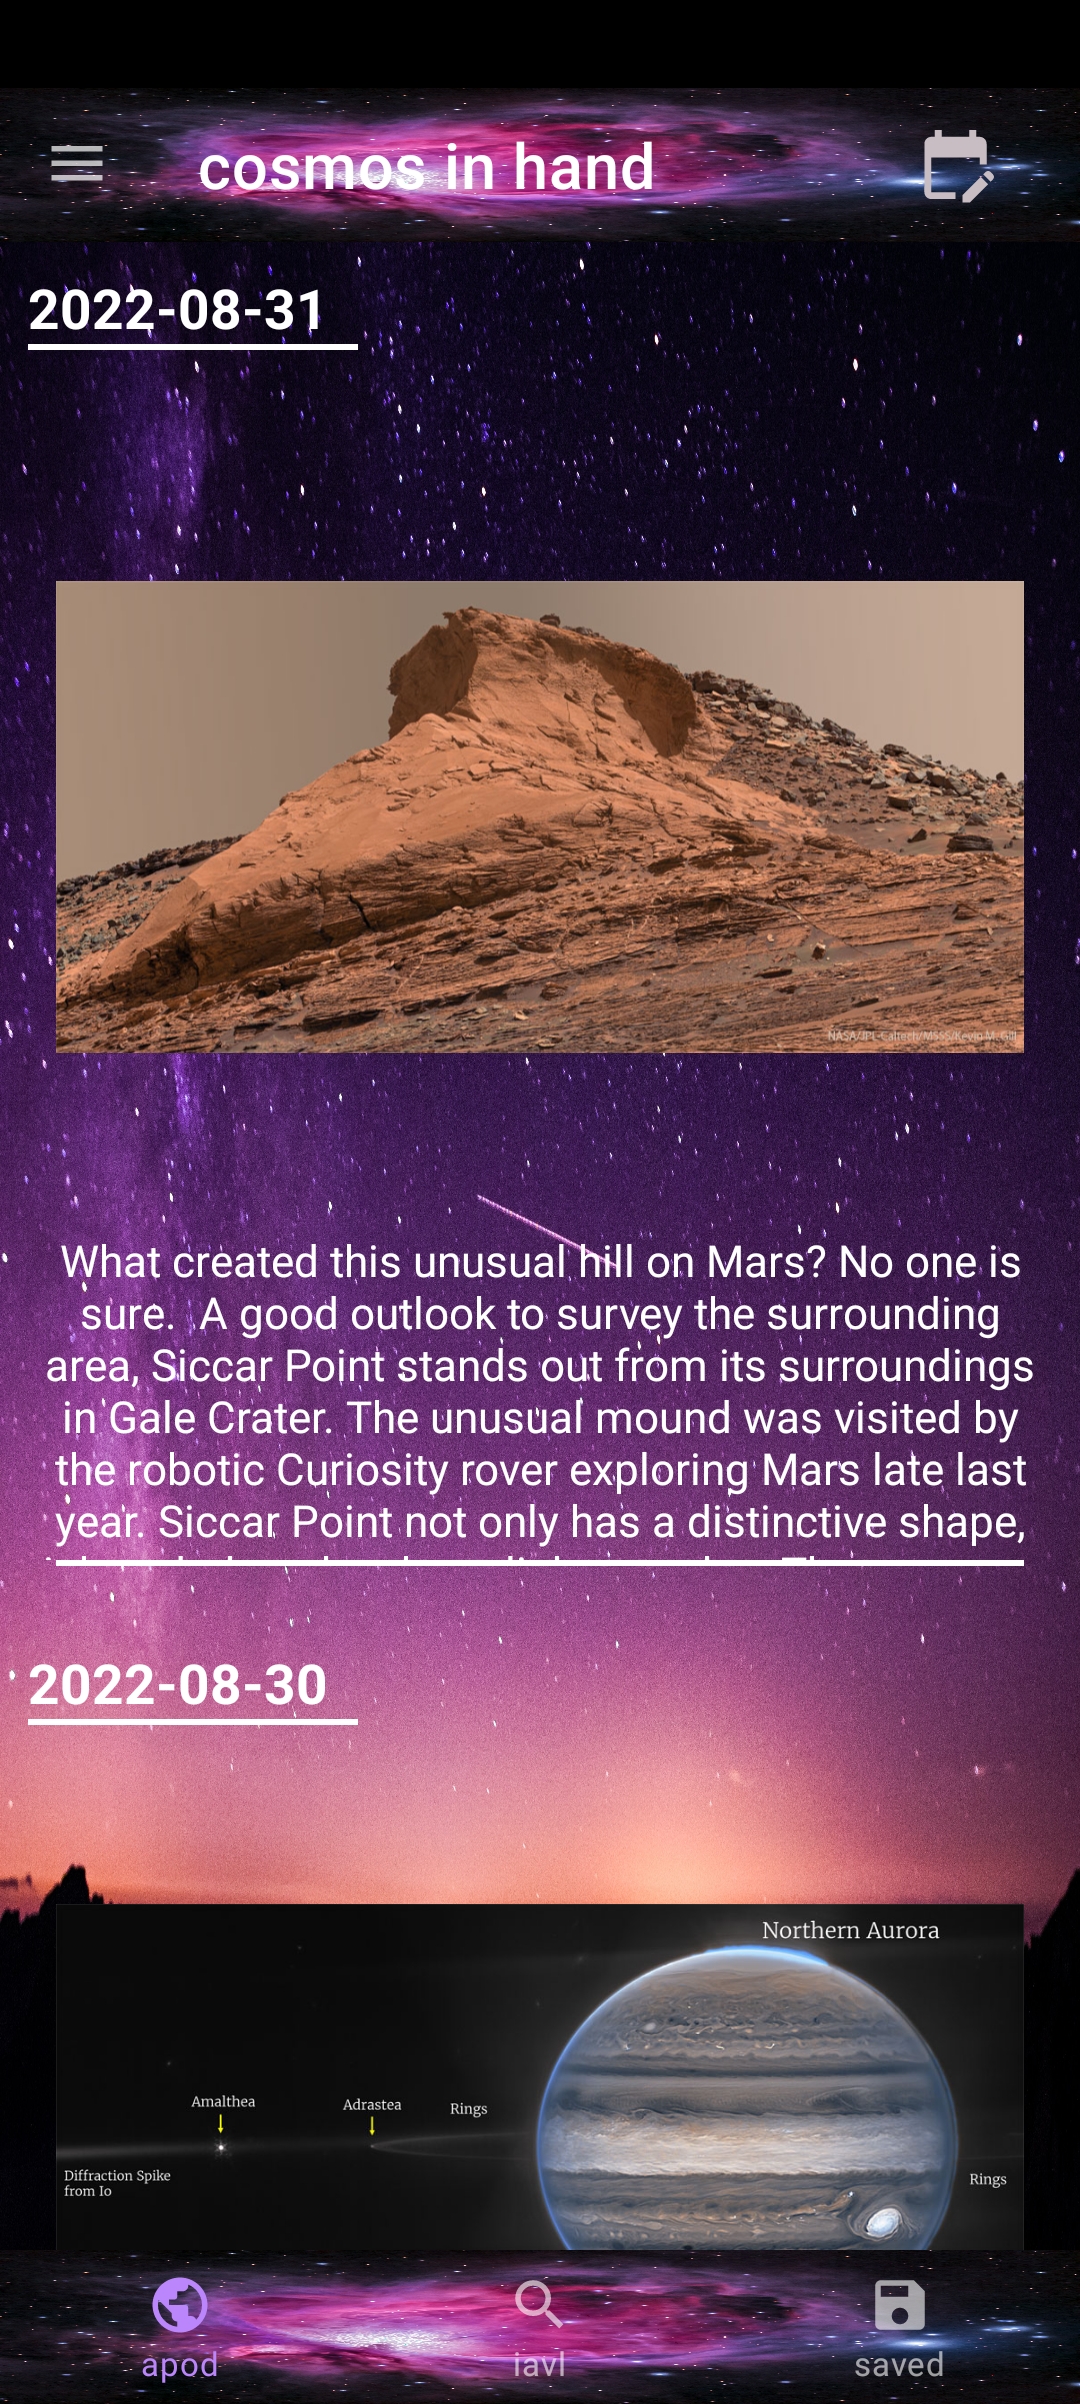 cosmos in hand
2022-08-31
NASA/JPL-Caltech/MSSS/Kevin M. Gill
What created this unusual hill on Mars? No one is
sure.  A good outlook to survey the surrounding
area, Siccar Point stands out from its surroundings
in Gale Crater. The unusual mound was visited by
the robotic Curiosity rover exploring Mars late last
year. Siccar Point not only has a distinctive shape,
2022-08-30
Northern Aurora
Amalthea
Adrastea
Rings
Diffraction Spike
from Io
Rings
apod
iavl
saved